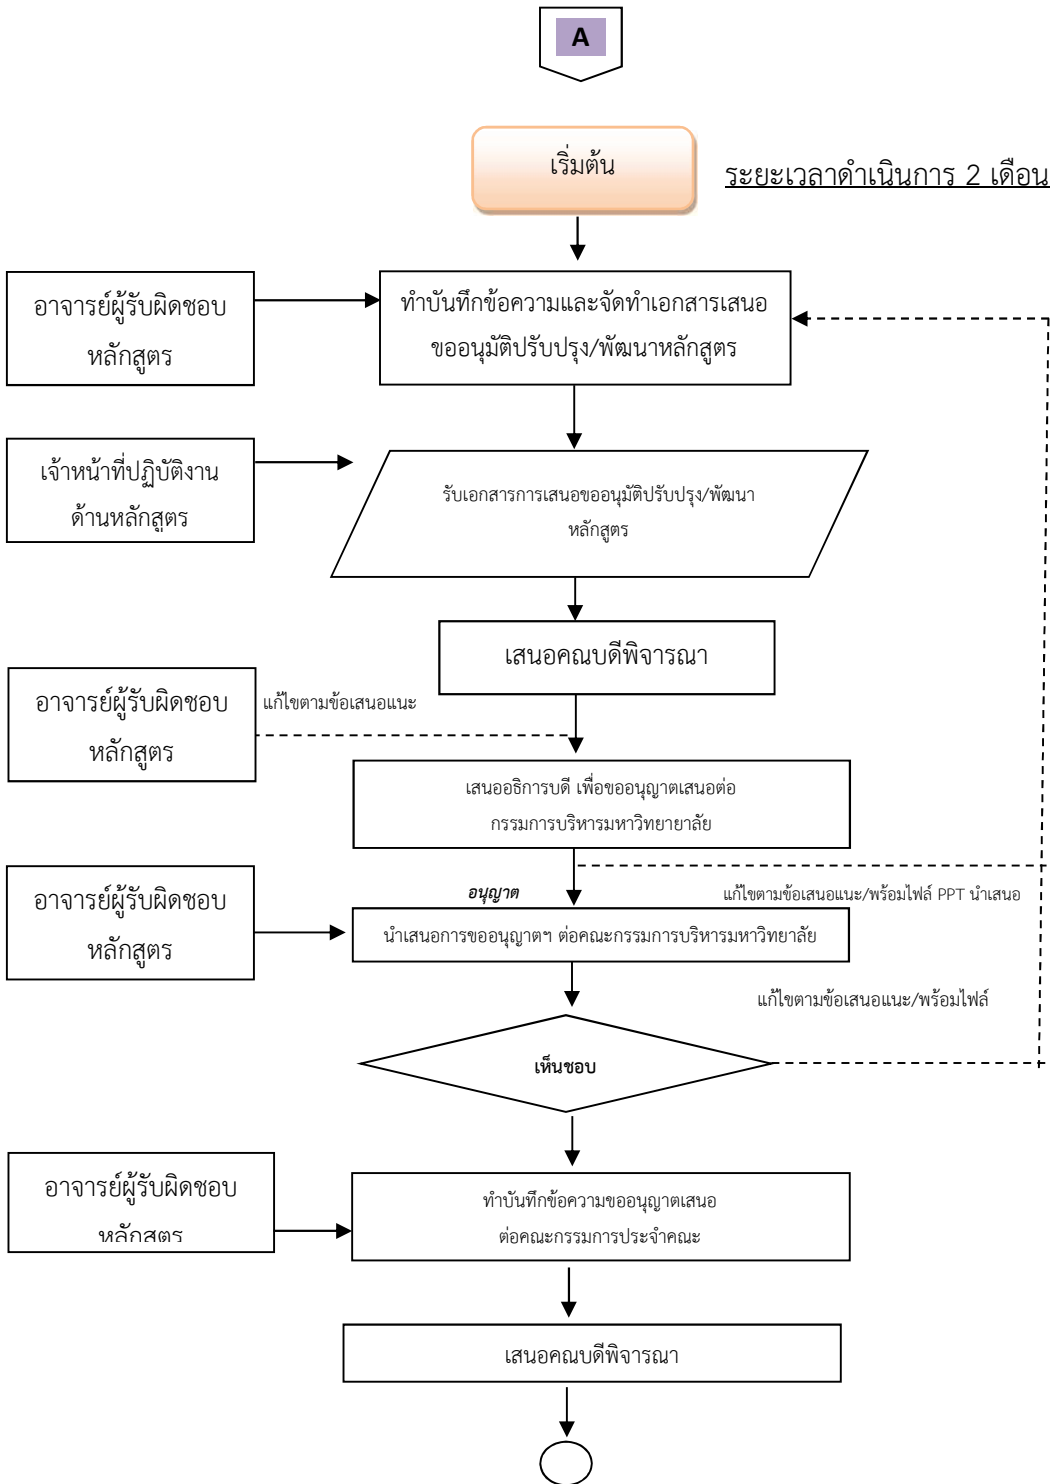 A
เริ่มต้น
ระยะเวลาดำเนินการ 2 เดือน
อาจารย์ผู้รับผิดชอบ
หลักสูตร
ทำบันทึกข้อความและจัดทำเอกสารเสนอ
ขออนุมัติปรับปรุง/พัฒนาหลักสูตร
เจ้าหน้าที่ปฏิบัติงาน
ด้านหลักสูตร
รับเอกสารการเสนอขออนุมัติปรับปรุง/พัฒนา
หลักสูตร
เสนอคณบดีพิจารณา
อาจารย์ผู้รับผิดชอบ
หลักสูตร
แก้ไขตามข้อเสนอแนะ
เสนออธิการบดี เพื่อขออนุญาตเสนอต่อ
กรรมการบริหารมหาวิทยายาลัย
อาจารย์ผู้รับผิดชอบ
หลักสูตร
อนุญาต
แก้ไขตามข้อเสนอแนะ/พร้อมไฟล์ PPT นำเสนอ
นำเสนอการขออนุญาตฯ ต่อคณะกรรมการบริหารมหาวิทยาลัย
แก้ไขตามข้อเสนอแนะ/พร้อมไฟล์
เห็นชอบ
อาจารย์ผู้รับผิดชอบ
หลักสูตร
ทำบันทึกข้อความขออนุญาตเสนอ
ต่อคณะกรรมการประจำคณะ
เสนอคณบดีพิจารณา